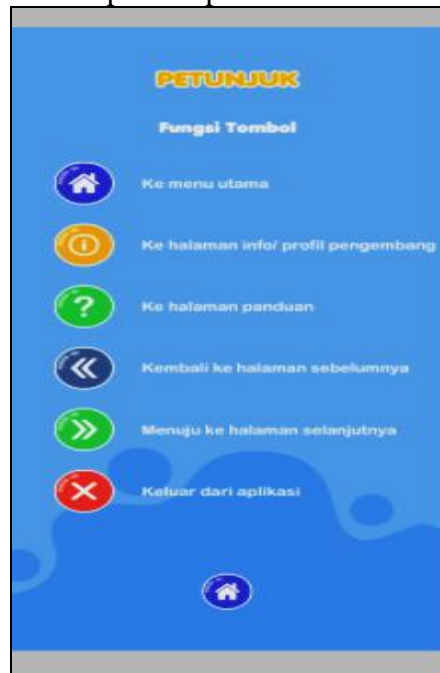 PETUNJUK
Fungsi Tombol
Ke menu utama
Ke halaman info/ profil pengembang
Ke halaman panduan
Kembali ke halaman sebelumnya
Menuju ke halaman selanjutnya
Keluar dari aplikasi